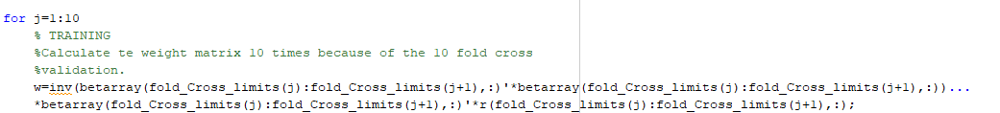 for j=1:10
% TRAINING
%Calculate te weight matrix 10 times because of the 10 fold cross
%validation.
w=inv(betarray(fold_Cross_limits(j):fold_Cross_limits(j+1),:)'*betarray(fold_Cross_limits(j):fold_Cross_limits(j+1),:))...
*betarray(fold_Cross_limits(j):fold_Cross_limits(j+1),:)'*r(fold_Cross_limits(j):fold_Cross_limits(j+1),:);